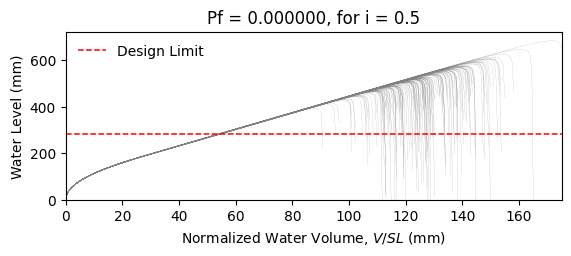 Pf = 0.000000, for i = 0.5
Design Limit
Water Level (mm)
600
400
200
0
0 20 40 60 80 100 120 140 160
Normalized Water Volume, V/SL (mm)